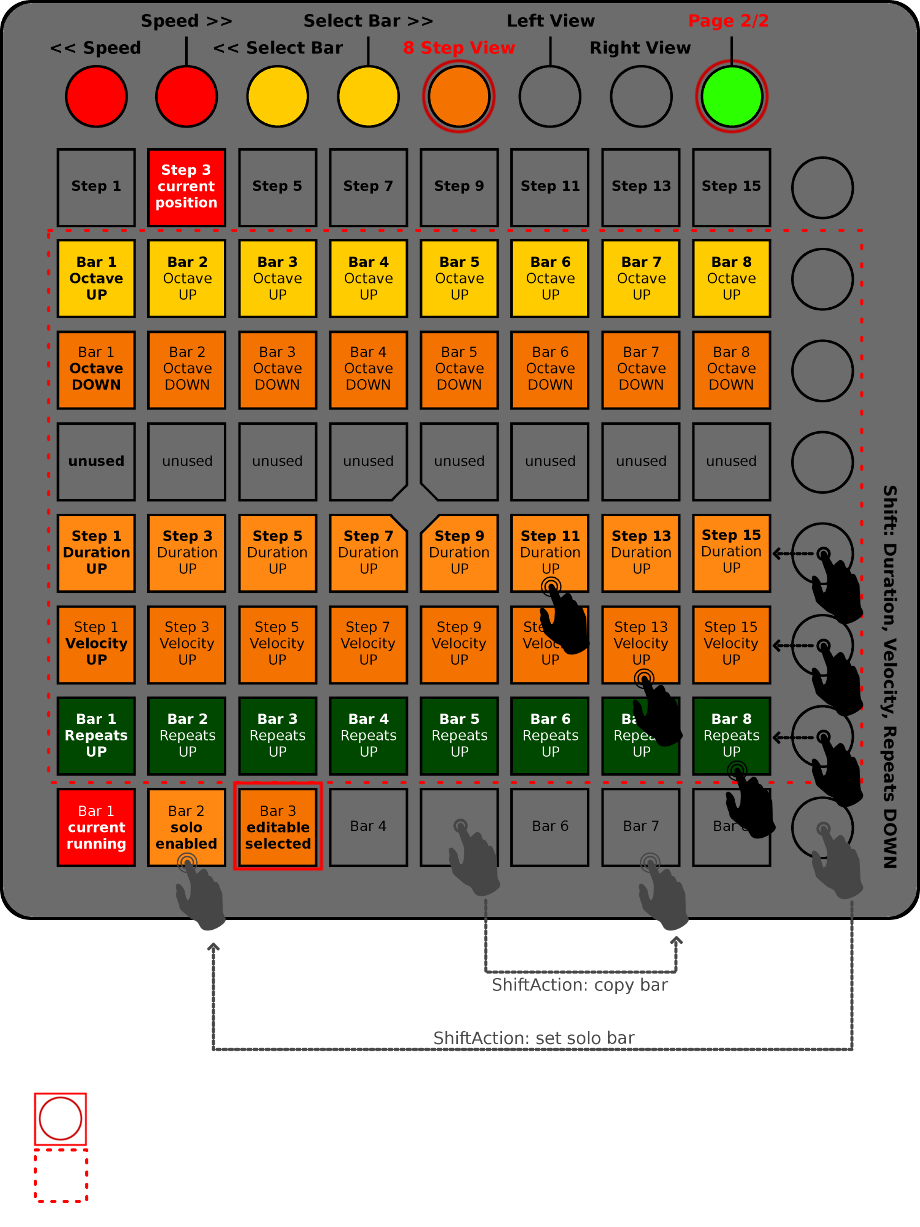 Speed >>
Select Bar >>
Left View
Page 2/2
<< Speed
<< Select Bar
8 Step View
Right View
Step 1
Step 3
current
position
Step 5
Step 7
Step 9
Step 11
Step 13
Step 15
Bar 1
Octave
UP
Bar 2
Octave
UP
Bar 3
Octave
UP
Bar 4
Octave
UP
Bar 5
Octave
UP
Bar 6
Octave
UP
Bar 7
Octave
UP
Bar 8
Octave
UP
Bar 1
Octave
DOWN
Bar 2
Octave
DOWN
Bar 3
Octave
DOWN
Bar 4
Octave
DOWN
Bar 5
Octave
DOWN
Bar 6
Octave
DOWN
Bar 7
Octave
DOWN
Bar 8
Octave
DOWN
unused
unused
unused
unused
unused
unused
unused
unused
Step 1
Duration
UP
Step 3
Duration
UP
Step 5
Duration
UP
Step 7
Duration
UP
Step 9
Duration
UP
Step 11
Duration
UP
Step 13
Duration
UP
Step 15
Duration
UP
Step 1
Velocity
UP
Step 3
Velocity
UP
Step 5
Velocity
UP
Step 7
Velocity
UP
Step 9
Velocity
UP
UP
Step 13
Velocity
UP
Step 15
Velocity
UP
Bar 1
Repeats
UP
Bar 2
Repeats
UP
Bar 3
Repeats
UP
Bar 4
Repeats
UP
Bar 5
Repeats
UP
Bar 6
Repeats
UP
UP
Bar 8
Repeats
UP
Shift: Duration, Velocity, Repeats DOWN
Bar 1
current
running
Bar 2
solo
enabled
Bar 3
editable
selected
Bar 4
Bar 6
Bar 7
Bar
ShiftAction: copy bar
ShiftAction: set solo bar